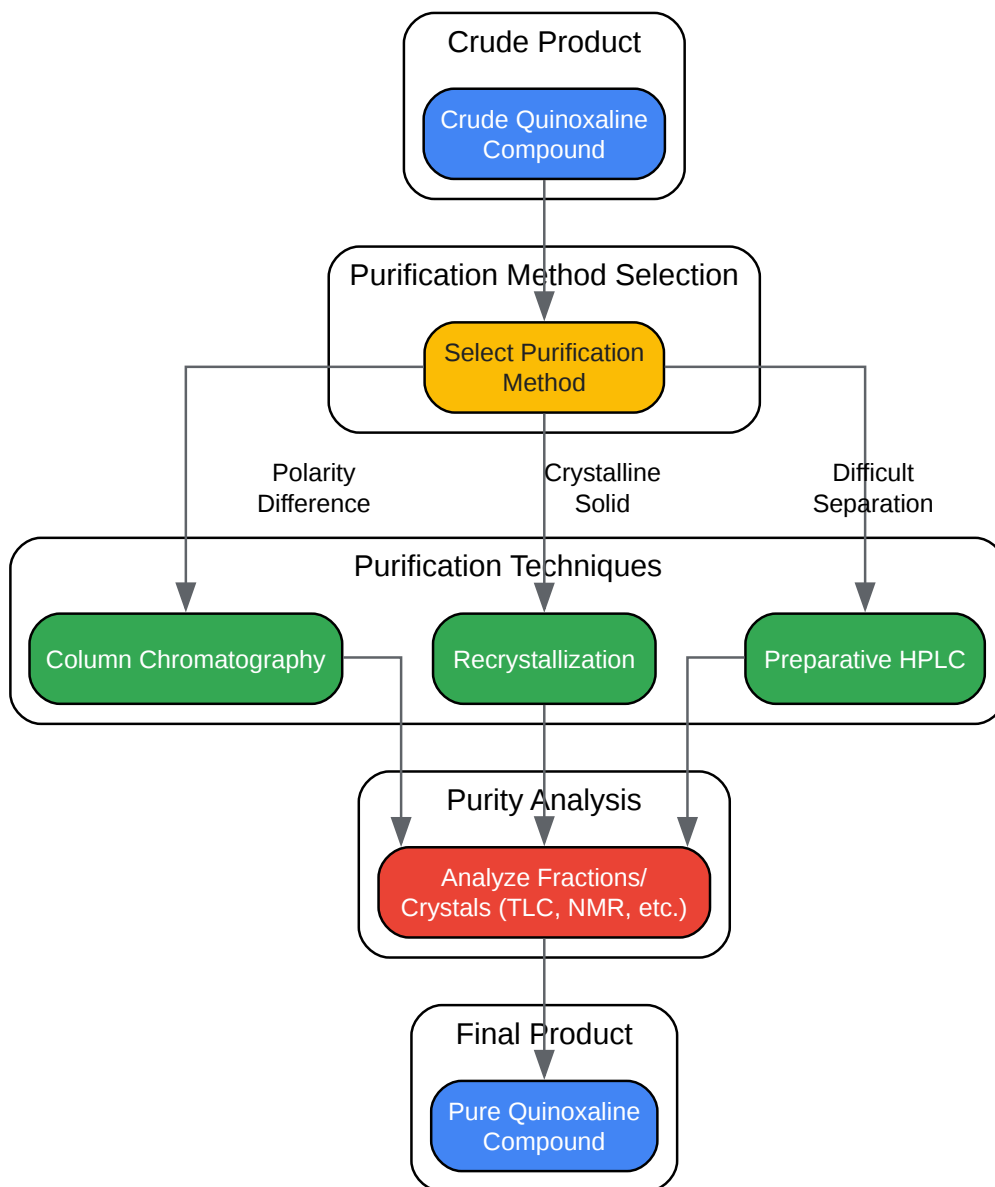 Crude Product
Crude Quinoxaline
Compound
Purification Method Selection
Select Purification
Method
Polarity
Difference
Crystalline
Solid
Difficult
Separation
Purification Techniques
Column Chromatography
Recrystallization
Preparative HPLC
Purity Analysis
Analyze Fractions/
Crystals (TLC, NMR, etc.)
Final Product
Pure Quinoxaline
Compound